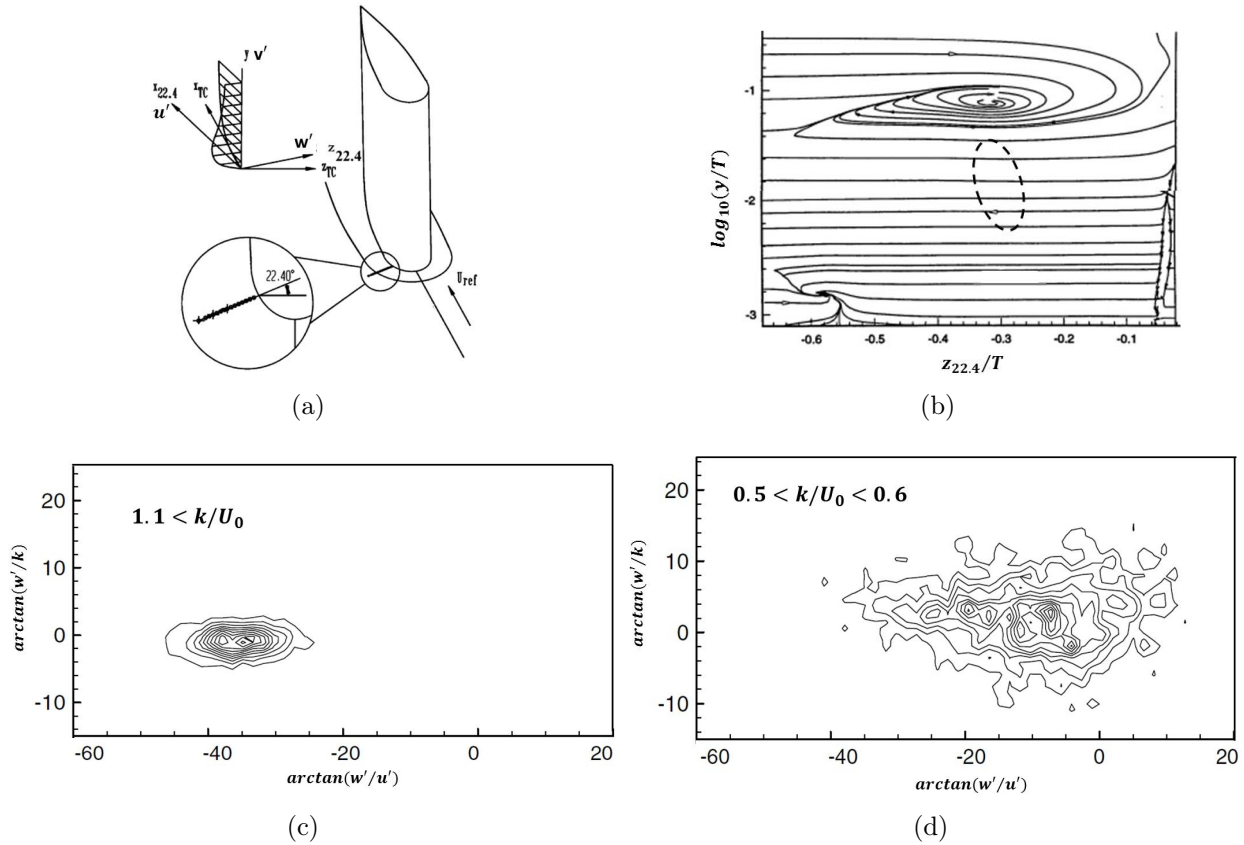 y v′
x22.4
xTC
u′
w′
z22.4
zTC
22.40°
Uref
(a)
log10(y/T)
-1
-2
-3
-0.6 -0.5 -0.4 -0.3 -0.2 -0.1
z22.4/T
(b)
1.1 < k/U0
arctan(w′/k)
20
10
0
-10
-60 -40 -20 0 20
arctan(w′/u′)
(c)
0.5 < k/U0 < 0.6
arctan(w′/k)
20
10
0
-10
-60 -40 -20 0 20
arctan(w′/u′)
(d)